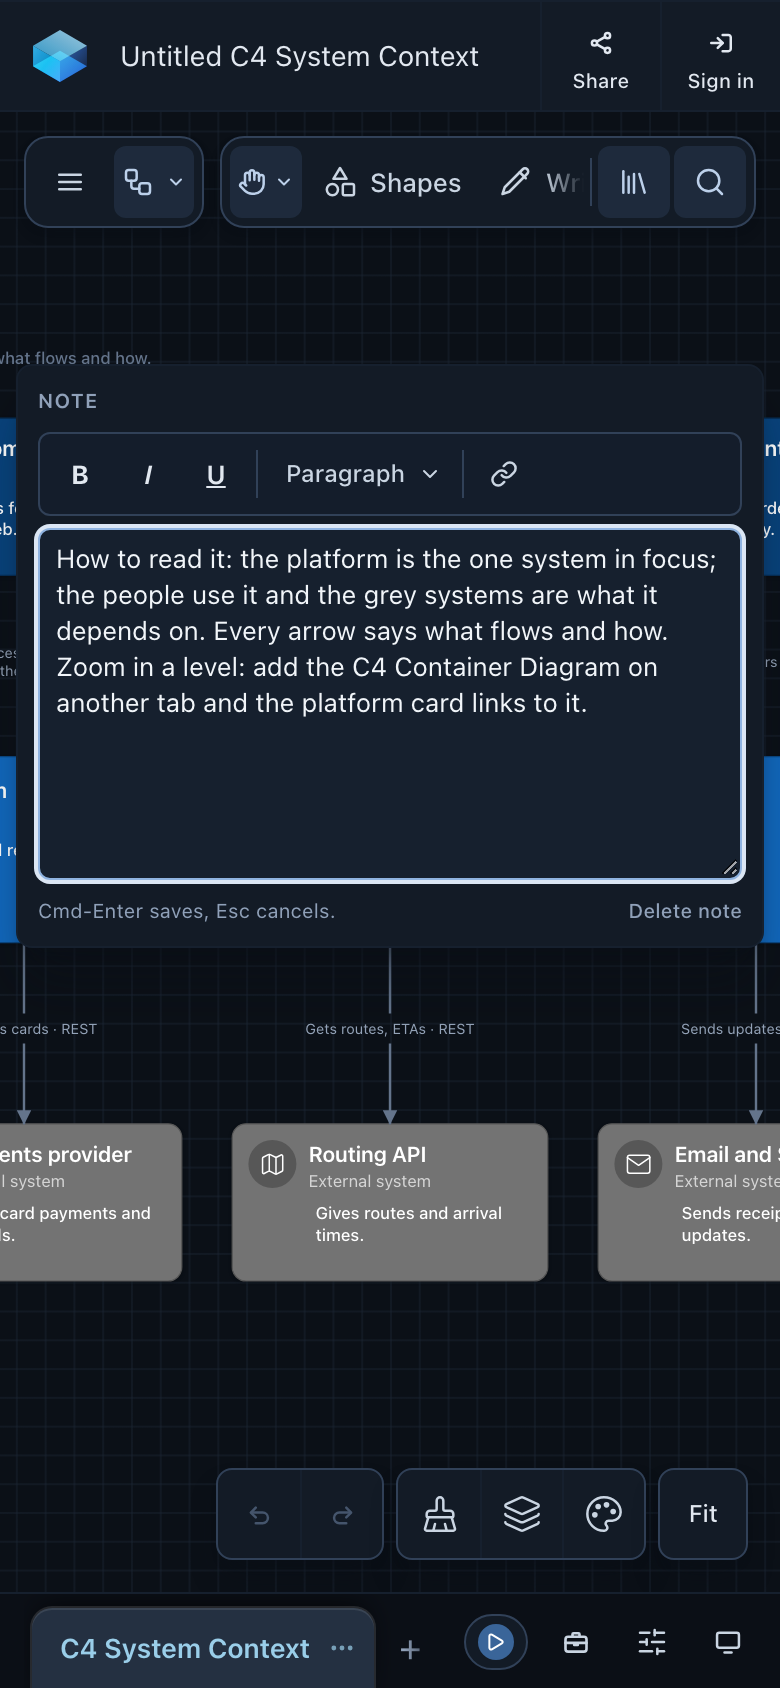 Untitled C4 System Context
Share
Sign in
Shapes
what flows and how.
NOTE
B I U Paragraph
How to read it: the platform is the one system in focus;
the people use it and the grey systems are what it
depends on. Every arrow says what flows and how.
Zoom in a level: add the C4 Container Diagram on
another tab and the platform card links to it.
Cmd-Enter saves, Esc cancels.
Delete note
cards · REST
Gets routes, ETAs · REST
Sends updates
provider
system
card payments and
Routing API
External system
Gives routes and arrival
times.
Email and
External
Sends
updates.
Fit
C4 System Context